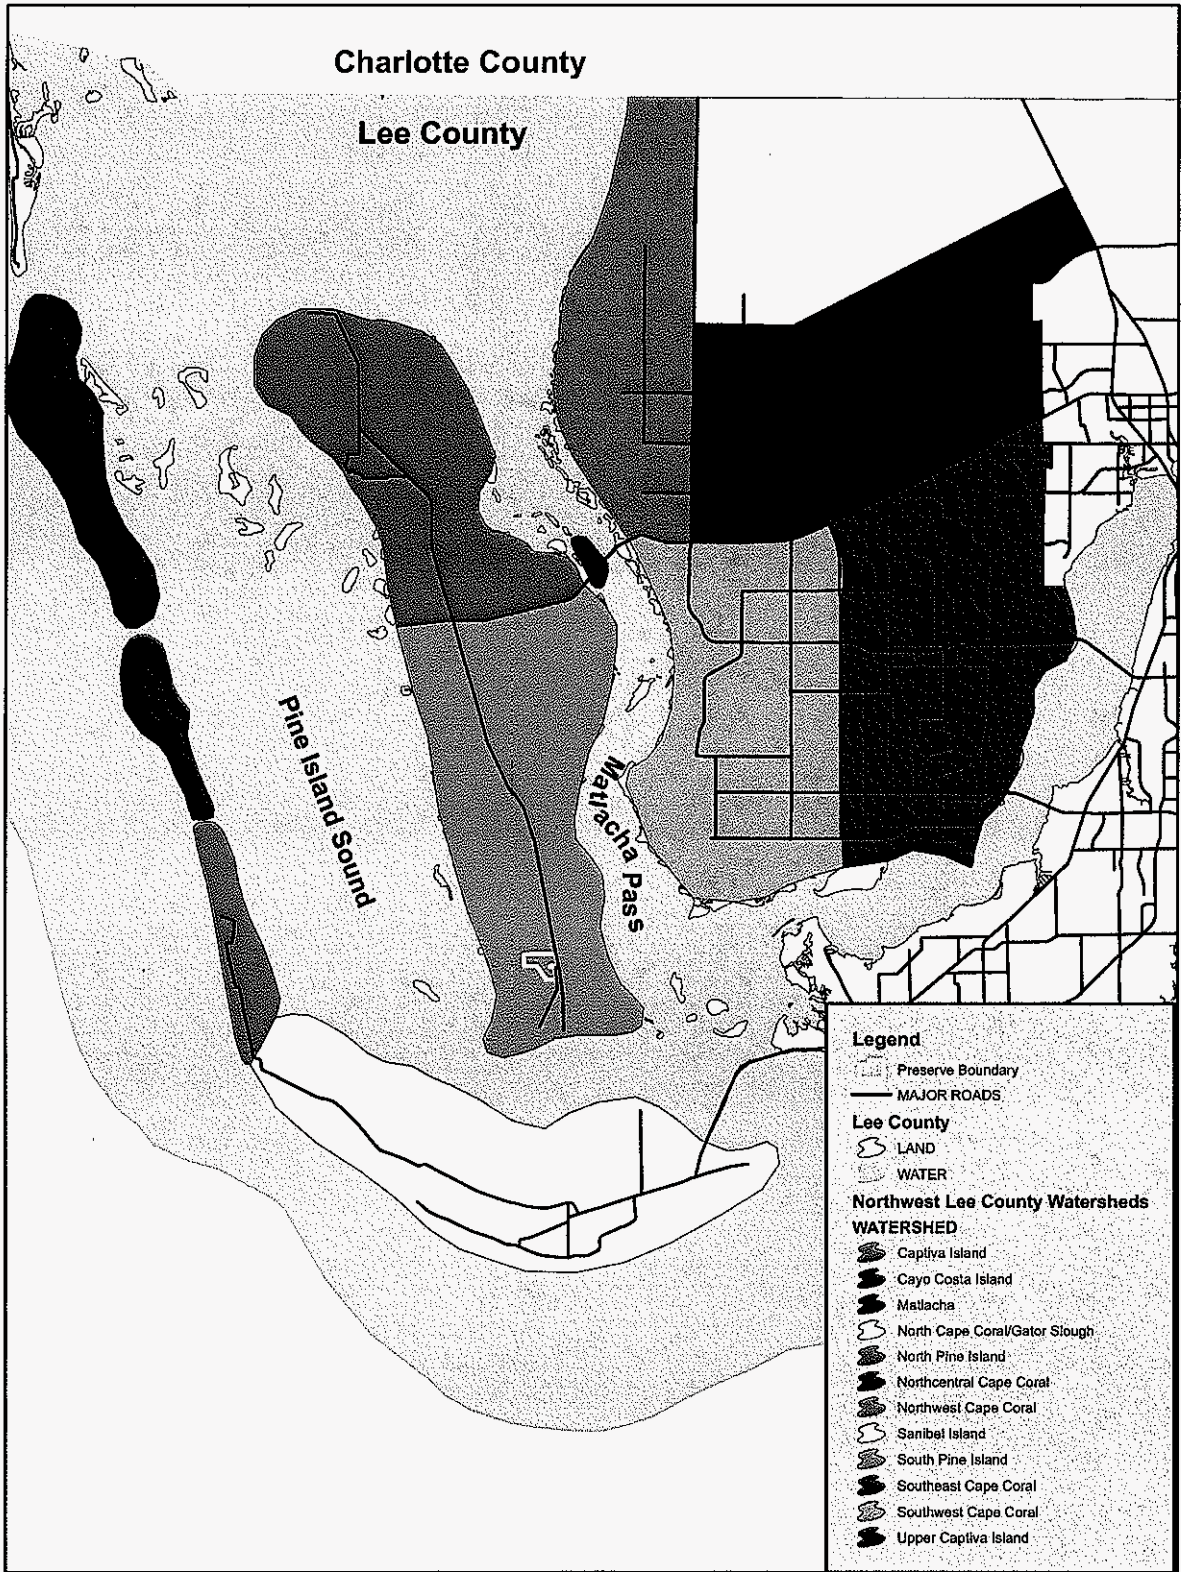 Charlotte County
Lee County
Pine Island Sound
Matlacha Pass
Legend
Preserve Boundary
MAJOR ROADS
Lee County
LAND
WATER
Northwest Lee County Watersheds
WATERSHED
Captiva Island
Cayo Costa Island
Matlacha
North Cape Coral/Gator Slough
North Pine Island
Northcentral Cape Coral
Northwest Cape Coral
Sanibel Island
South Pine Island
Southeast Cape Coral
Southwest Cape Coral
Upper Captiva Island